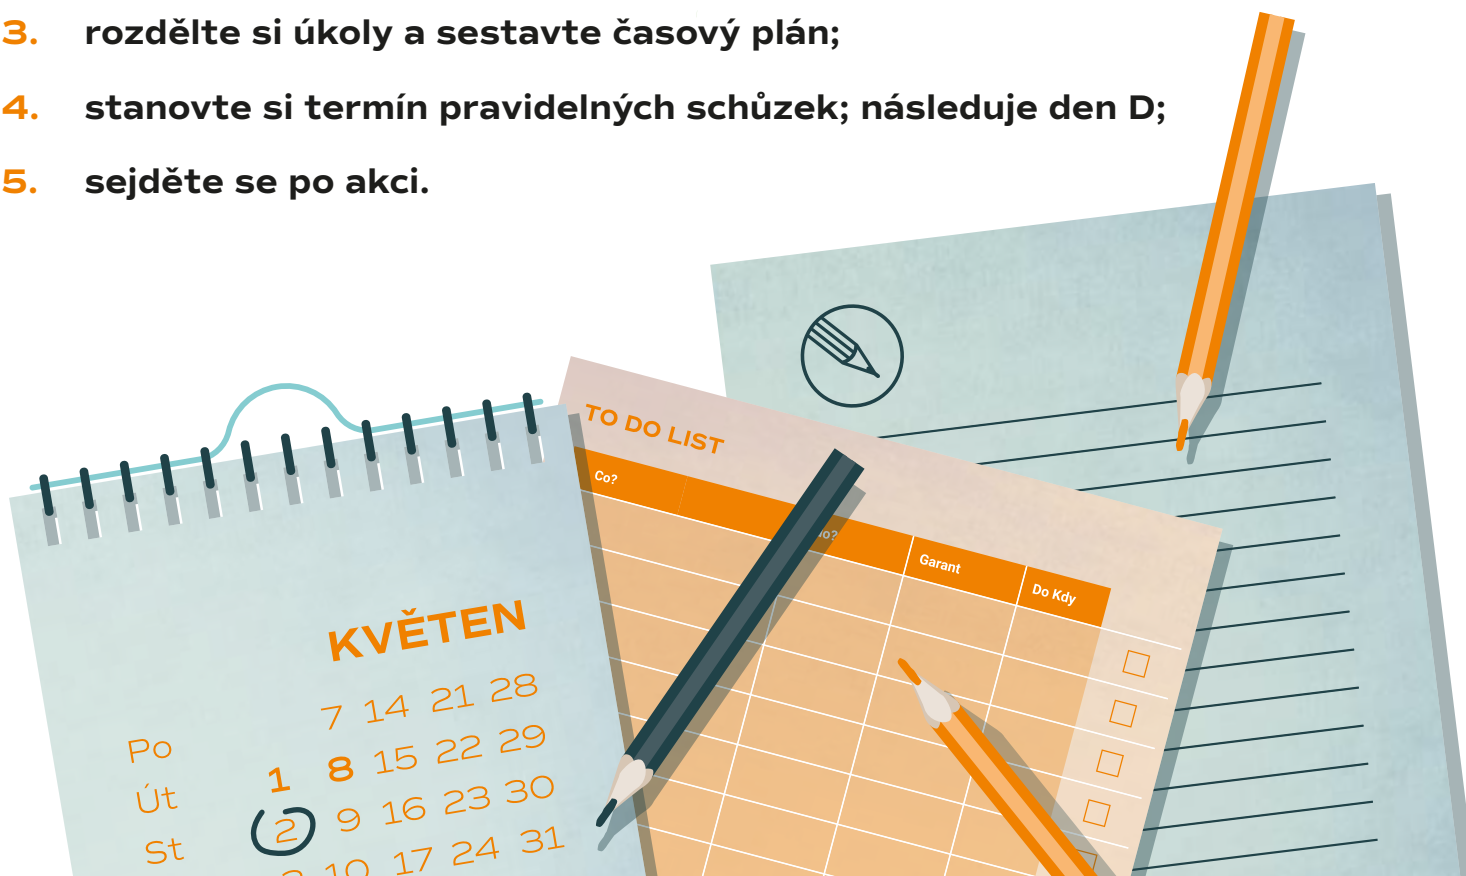 3. rozdělte si úkoly a sestavte časový plán;
4. stanovte si termín pravidelných schůzek; následuje den D;
5. sejděte se po akci.
TO DO LIST
Co?
Garant
Do Kdy
KVĚTEN
7 14 21 28
Po
1 8 15 22 29
Út
2 9 16 23 30
St
10 17 24 31